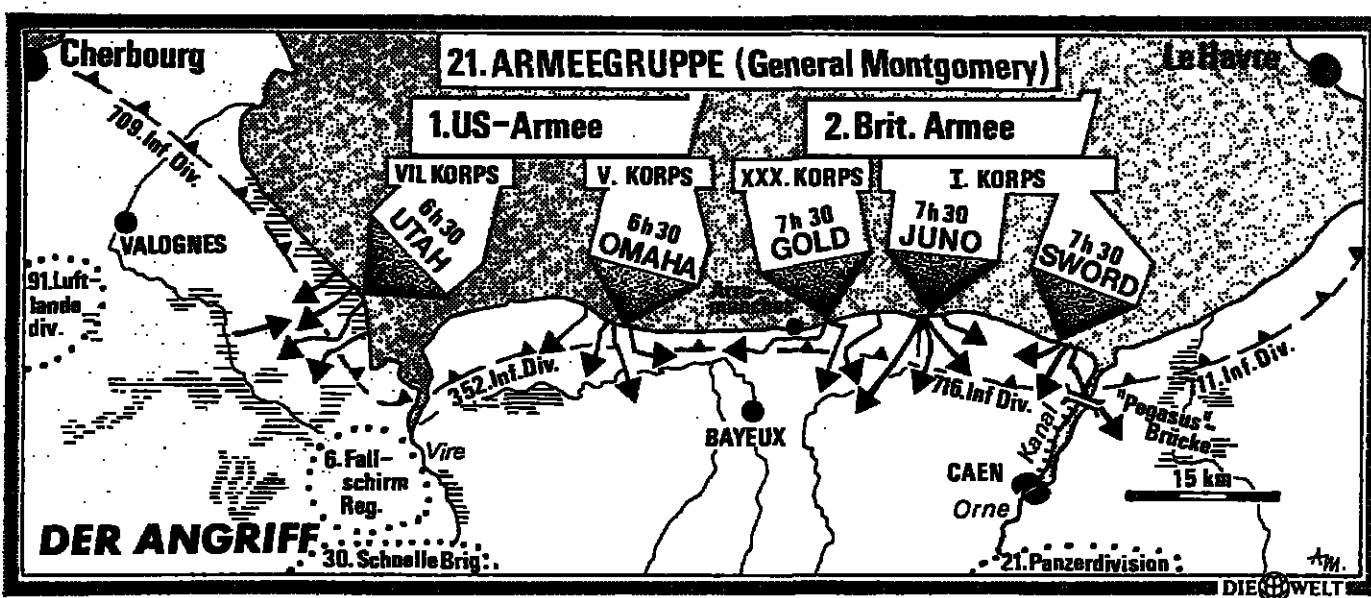 Cherbourg
21. ARMEEGRUPPE (General Montgomery)
Le Havre
1.US-Armee
2. Brit. Armee
709. Inf. Div.
VII. KORPS
V. KORPS
XXX. KORPS
I. KORPS
6h30
UTAH
6h30
OMAHA
7h30
GOLD
7h30
JUNO
7h30
SWORD
VALOGNES
91. Luft-
lande
div.
352. Inf. Div.
716. Inf Div.
711. Inf. Div.
"Pegasus"-
Brücke
BAYEUX
Vire
6. Fall-
schirm
Reg.
Kanal
CAEN
Orne
15 km
DER ANGRIFF
30. Schnelle Brig.
21. Panzerdivision
DIE WELT